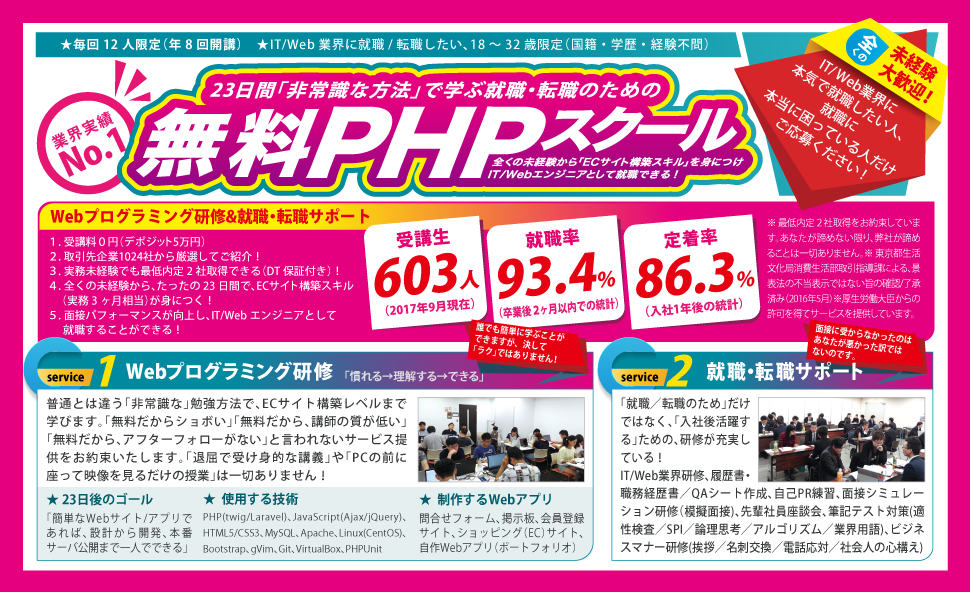 ★毎回12人限定(年8回開講) ★IT/Web業界に就職/転職したい、18〜32歳限定(国籍・学歴・経験不問)
全くの
未経験
大歓迎!
IT/Web業界に
本気で就職したい人、
就職に
本当に困っている人だけ
ご応募ください!
業界実績
No.1
23日間「非常識な方法」で学ぶ就職・転職のための
無料PHPスクール
全くの未経験から「ECサイト構築スキル」を身につけ
IT/Webエンジニアとして就職できる!
Webプログラミング研修&就職・転職サポート
1. 受講料0円(デポジット5万円)
2. 取引先企業1024社から厳選してご紹介!
3. 実務未経験でも最低内定2社取得できる(DT保証付き)!
4. 全くの未経験から、たったの23日間で、ECサイト構築スキル
(実務3ヶ月相当)が身につく!
5. 面接パフォーマンスが向上し、IT/Webエンジニアとして
就職することができる!
受講生
603人
(2017年9月現在)
就職率
93.4%
(卒業後2ヶ月以内での統計)
定着率
86.3%
(入社1年後の統計)
※最低内定2社取得をお約束していま
す。あなたが諦めない限り、弊社が諦め
ることは一切ありません。※東京都生活
文化局消費生活部取引指導課による、景
表法の不当表示ではない旨の確認/了承
済み(2016年5月)※厚生労働大臣からの
許可を得てサービスを提供しています。
誰でも簡単に学ぶことが
できますが、決して
「ラク」ではありません!
service 1 Webプログラミング研修 「慣れる→理解する→できる」
普通とは違う「非常識な」勉強方法で、ECサイト構築レベルまで
学びます。「無料だからショボい」「無料だから、講師の質が低い」
「無料だから、アフターフォローがない」と言われないサービス提
供をお約束いたします。「退屈で受け身的な講義」や「PCの前に
座って映像を見るだけの授業」は一切ありません!
★ 23日後のゴール
「簡単なWebサイト/アプリで
あれば、設計から開発、本番
サーバ公開まで一人でできる」
★ 使用する技術
PHP(twig/Laravel)、JavaScript(Ajax/jQuery)、
HTML5/CSS3、MySQL、Apache、Linux(CentOS)、
Bootstrap、gVim、Git、VirtualBox、PHPUnit
★ 制作するWebアプリ
問合せフォーム、掲示板、会員登録
サイト、ショッピング(EC)サイト、
自作Webアプリ(ポートフォリオ)
面接に受からなかったのは
あなたが悪かった訳では
ないのです。
service 2 就職・転職サポート
「就職/転職のため」だけ
ではなく、「入社後活躍す
る」ための、研修が充実し
ている!
IT/Web業界研修、履歴書・
職務経歴書/QAシート作成、自己PR練習、面接シミュレー
ション研修(模擬面接)、先輩社員座談会、筆記テスト対策(適
性検査/SPI/論理思考/アルゴリズム/業界用語)、ビジネ
スマナー研修(挨拶/名刺交換/電話応対/社会人の心構え)